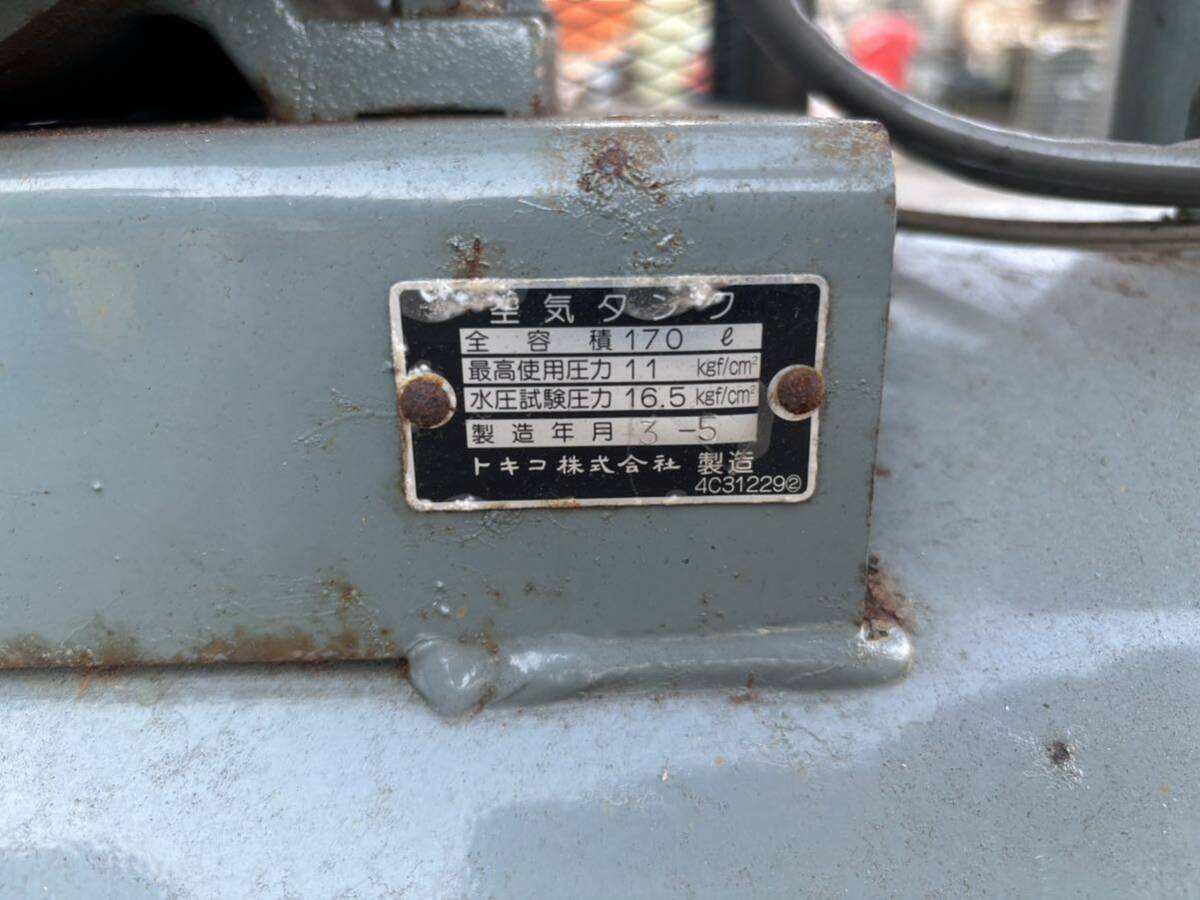 空気タンク
全容積 170 ℓ
最高使用圧力 11 kgf/cm²
水圧試験圧力 16.5 kgf/cm²
製造年月 3-5
トキコ株式会社 製造
4C31229②